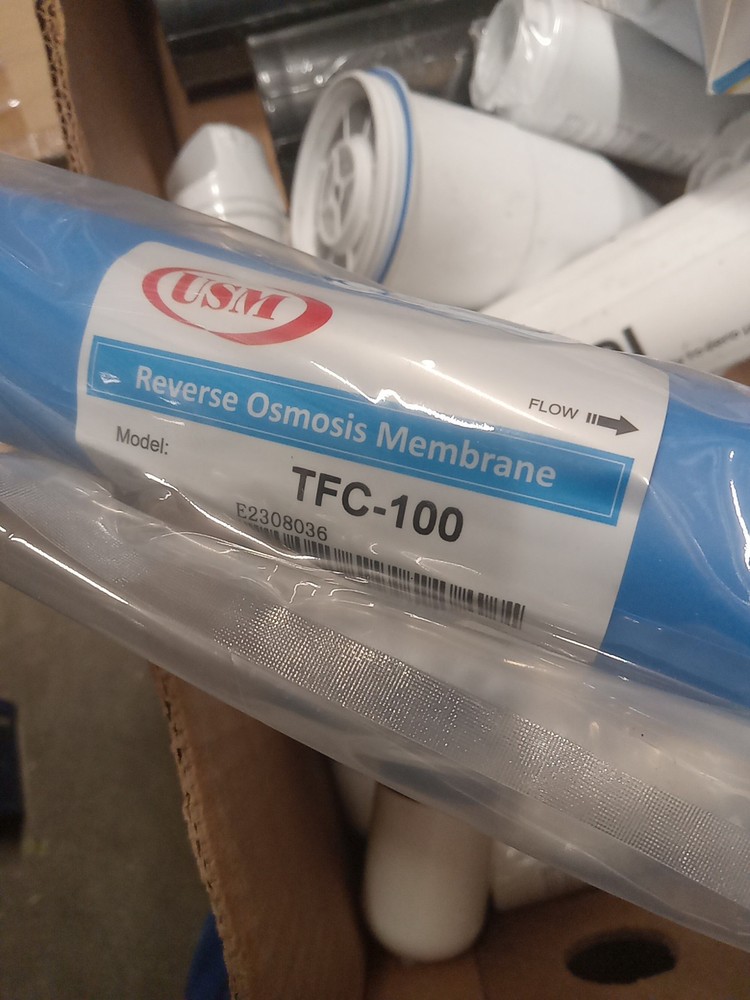 USM
Reverse Osmosis Membrane
FLOW
Model:
TFC-100
E2308036